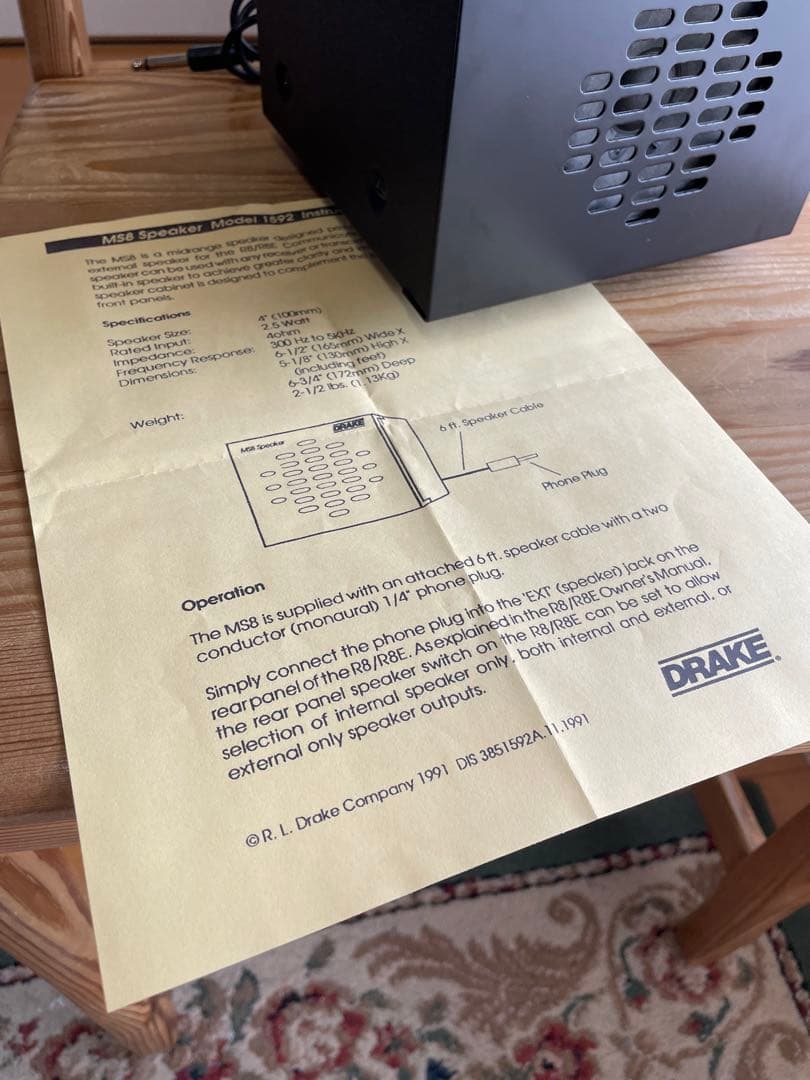 MS8 Speaker Model 1592
The MS8 is a midrange speaker designed
external speaker for the R8/R8E
speaker can be used with any receiver or
built-in speaker to achieve greater clarity and
speaker cabinet is designed to complement the
front panels.
Specifications
Speaker Size: 4" (100mm)
Rated Input: 2.5 Watt
Impedance: 4ohm
Frequency Response: 300 Hz to 5kHz
Dimensions: 6-1/2" (165mm) Wide X
5-1/8" (130mm) High X
(including feet)
6-3/4" (172mm) Deep
Weight: 2-1/2 lbs. (1.13Kg)
MS8 Speaker
DRAKE
6 ft. Speaker Cable
Phone Plug
Operation
The MS8 is supplied with an attached 6 ft. speaker cable with a two
conductor (monaural) 1/4" phone plug.
Simply connect the phone plug into the 'EXT' (speaker) jack on the
rear panel of the R8/R8E. As explained in the R8/R8E Owner's Manual,
the rear panel speaker switch on the R8/R8E can be set to allow
selection of internal speaker only, both internal and external, or
external only speaker outputs.
DRAKE®
© R. L. Drake Company 1991 DIS 3851592A.11.1991